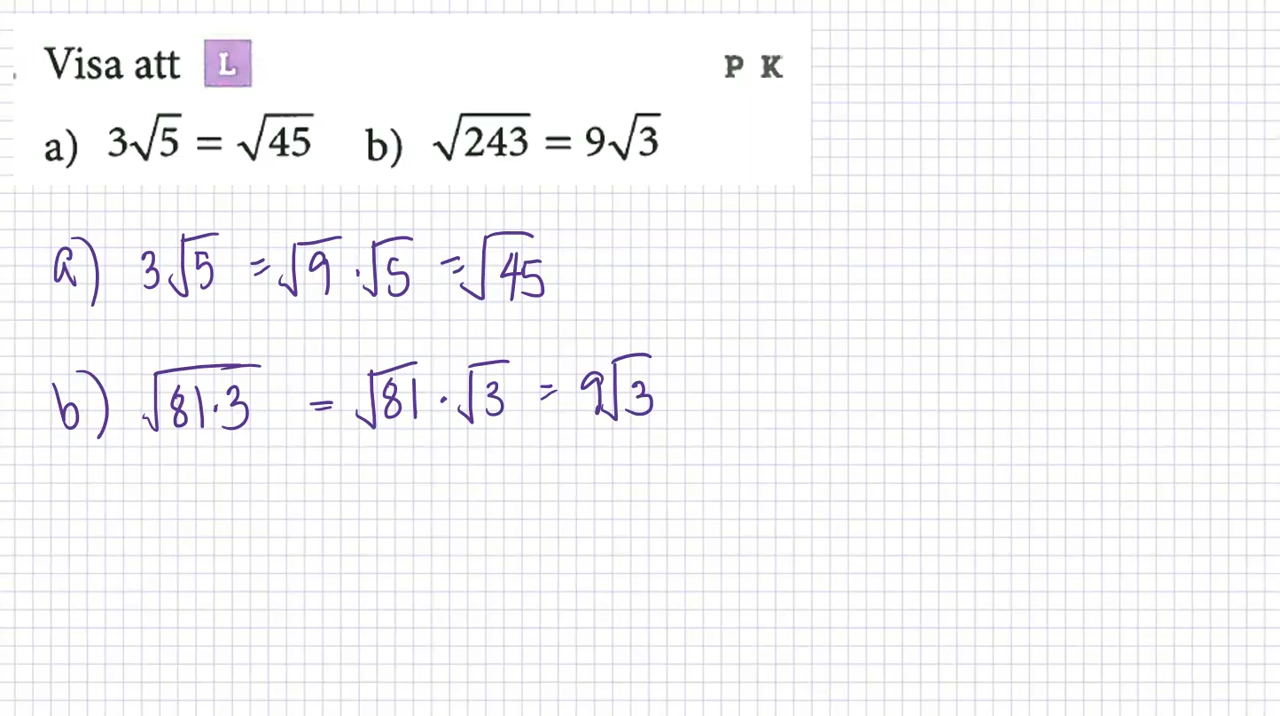 Visa att L P K
a) 3√5 = √45 b) √243 = 9√3
a) 3√5 = √9 · √5 = √45
b) √81·3 = √81 · √3 = 9√3